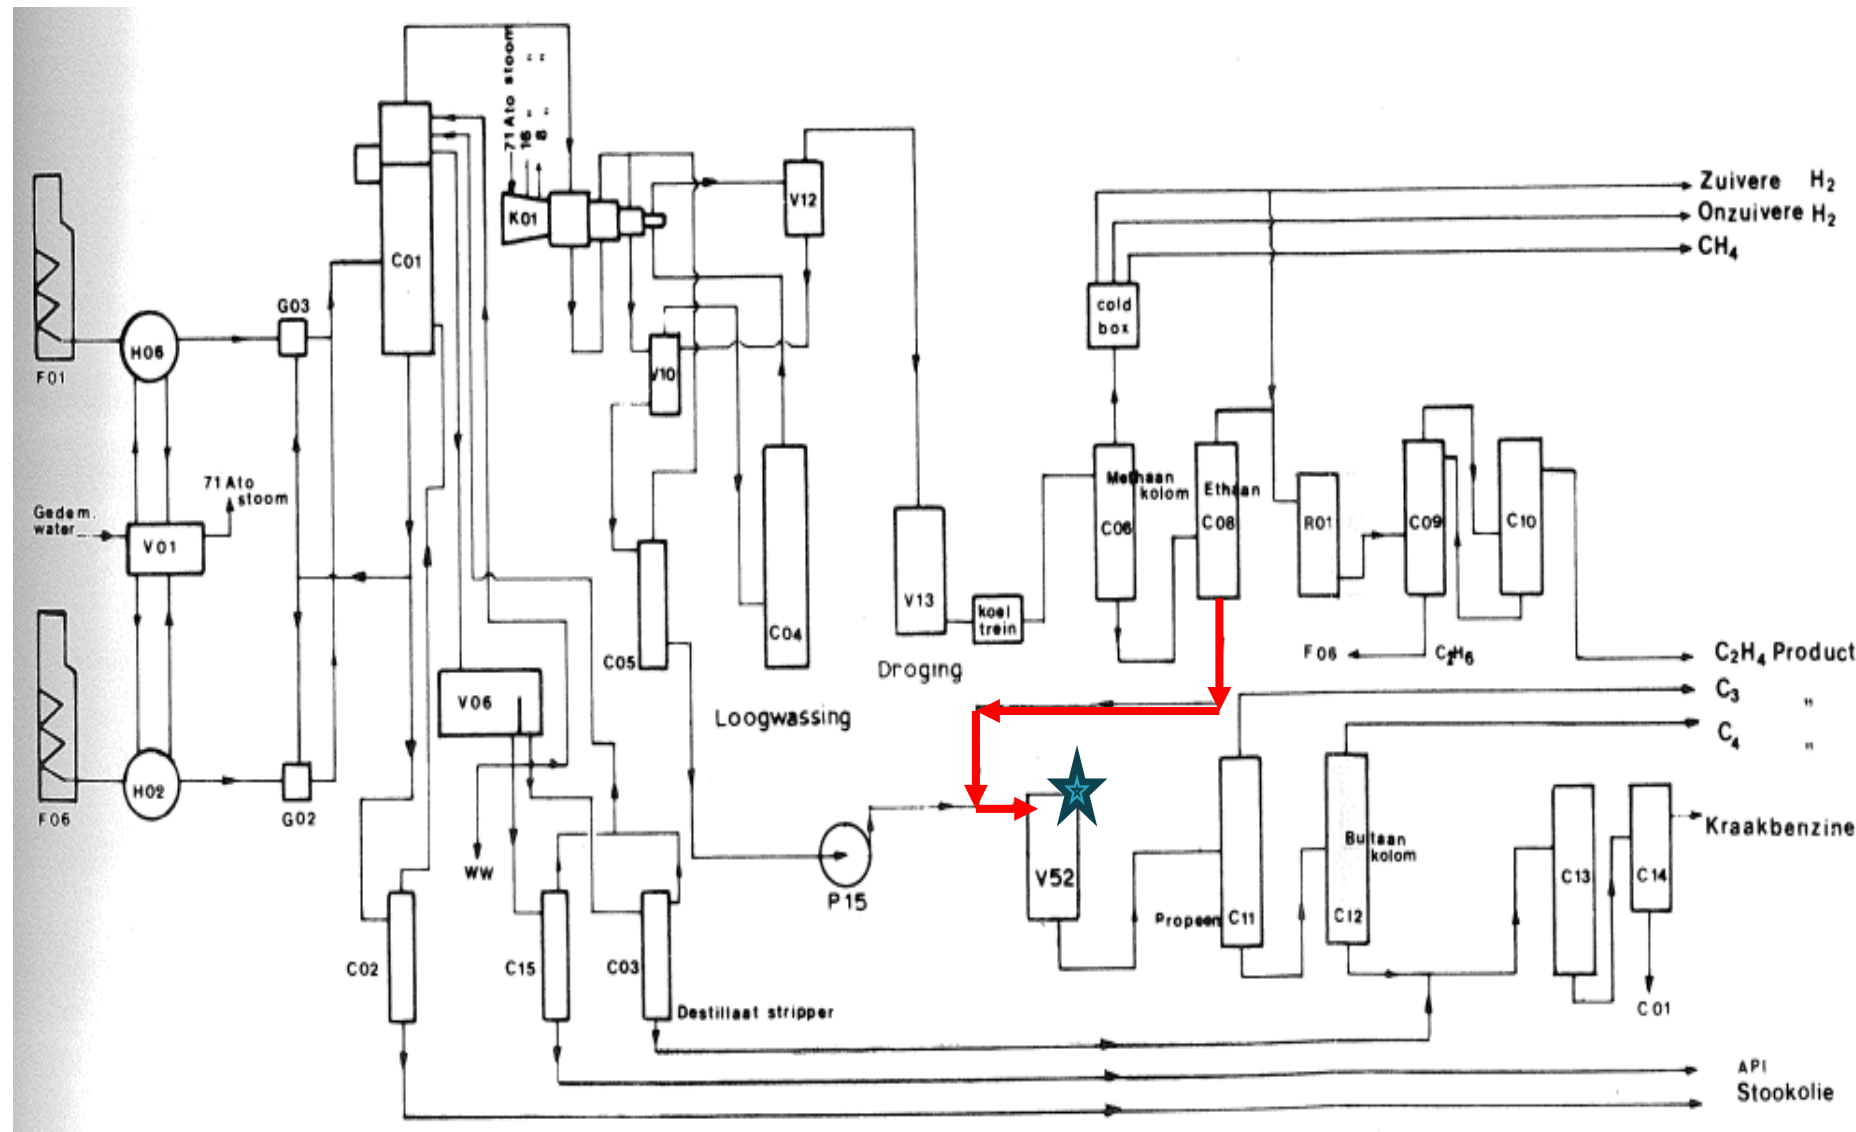 71 Ato stoom
16 " "
8 " "
K01
V12
Zuivere H2
Onzuivere H2
CH4
C01
G03
cold
box
H06
F01
V10
71 Ato
stoom
Gedem.
water
V01
Methaan
kolom
C06
Ethaan
C08
R01
C09
C10
V13
koel
trein
C04
C05
Droging
F06
C2H6
C2H4 Product
C3 "
C4 "
V06
Loogwassing
H02
F06
G02
WW
P15
V52
Propeen
C11
Butaan
kolom
C12
C13
C14
Kraakbenzine
C02
C15
C03
Destillaat stripper
C01
API
Stookolie